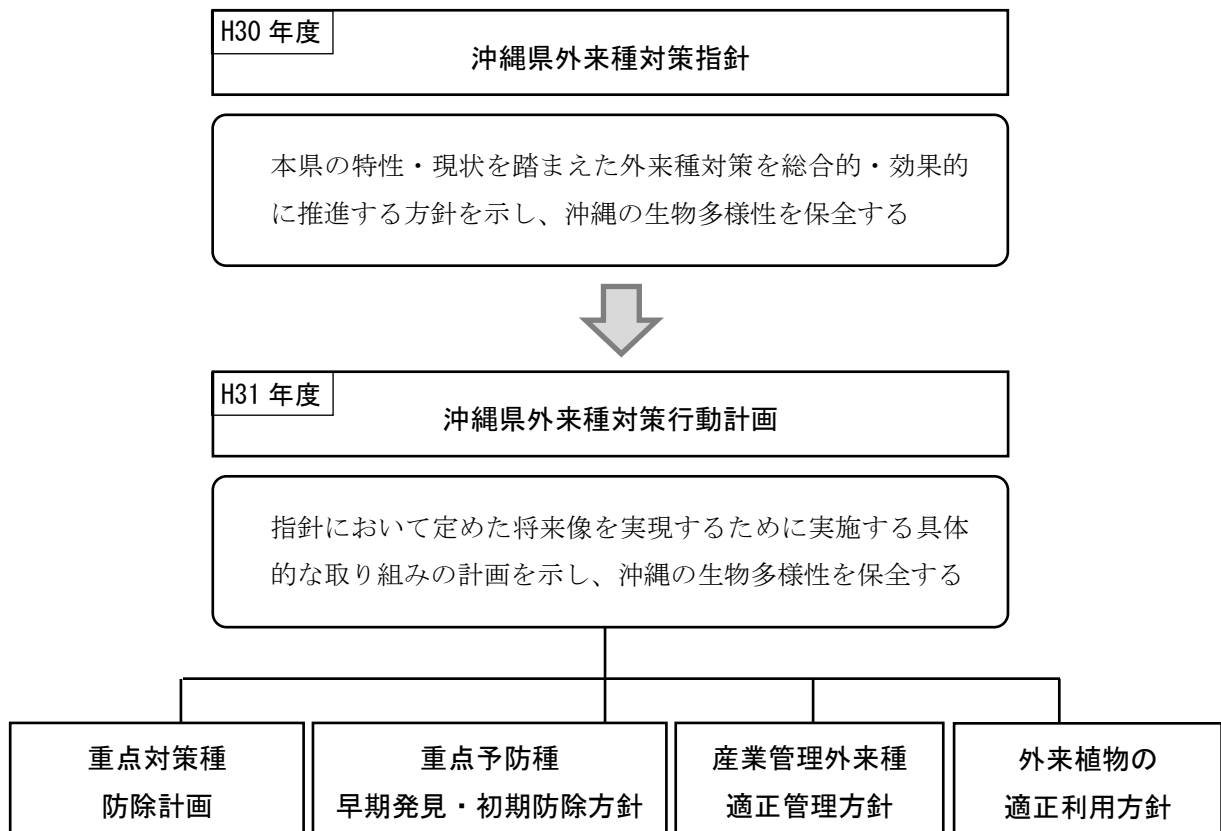 H30 年度
沖縄県外来種対策指針
本県の特性・現状を踏まえた外来種対策を総合的・効果的
に推進する方針を示し、沖縄の生物多様性を保全する
H31 年度
沖縄県外来種対策行動計画
指針において定めた将来像を実現するために実施する具体
的な取り組みの計画を示し、沖縄の生物多様性を保全する
重点対策種
防除計画
重点予防種
早期発見・初期防除方針
産業管理外来種
適正管理方針
外来植物の
適正利用方針